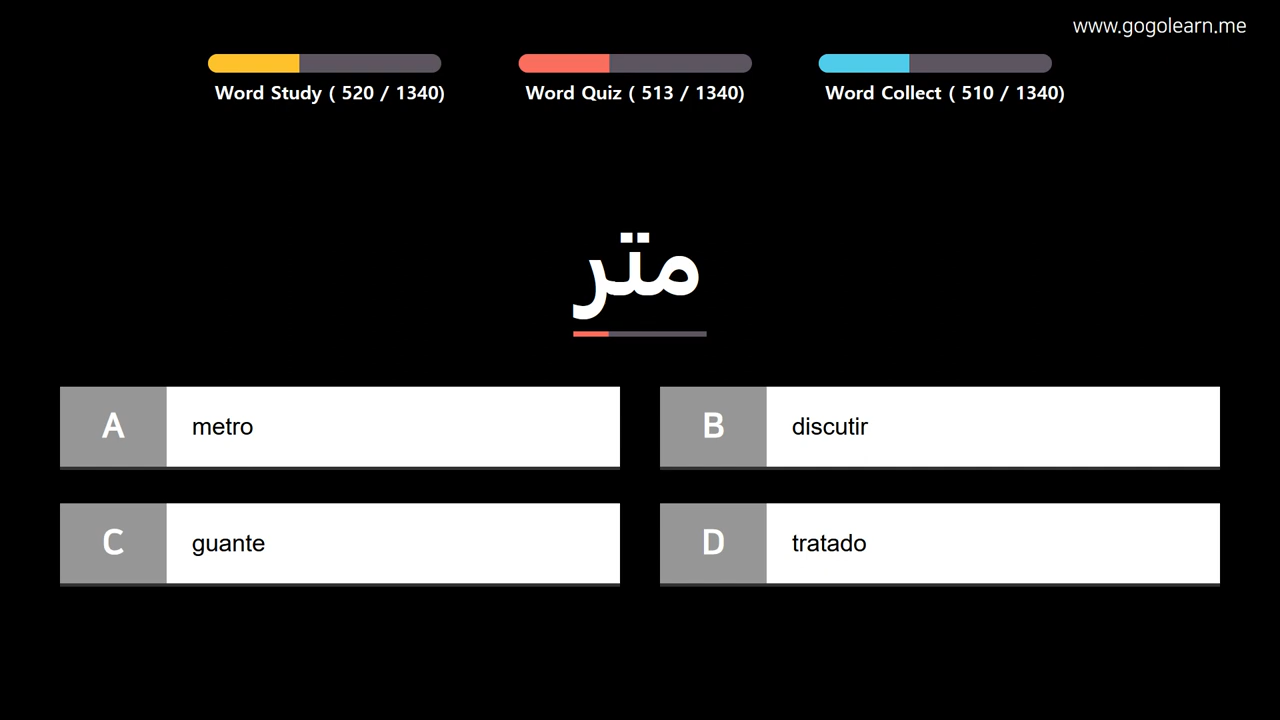 www.gogolearn.me
Word Study ( 520 / 1340)
Word Quiz ( 513 / 1340)
Word Collect ( 510 / 1340)
متر
A metro
B discutir
C guante
D tratado